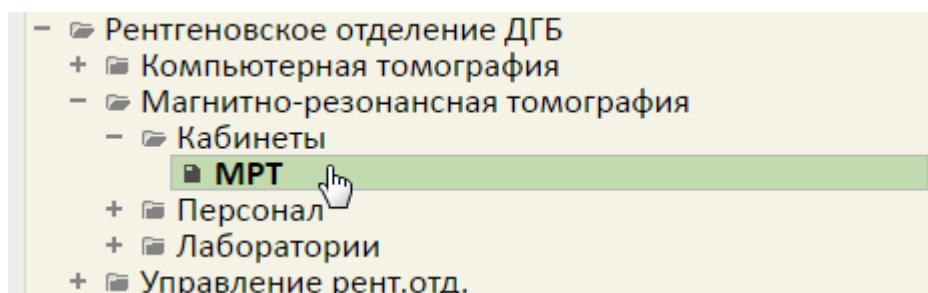 Рентгеновское отделение ДГБ
Компьютерная томография
Магнитно-резонансная томография
Кабинеты
МРТ
Персонал
Лаборатории
Управление рент.отд.